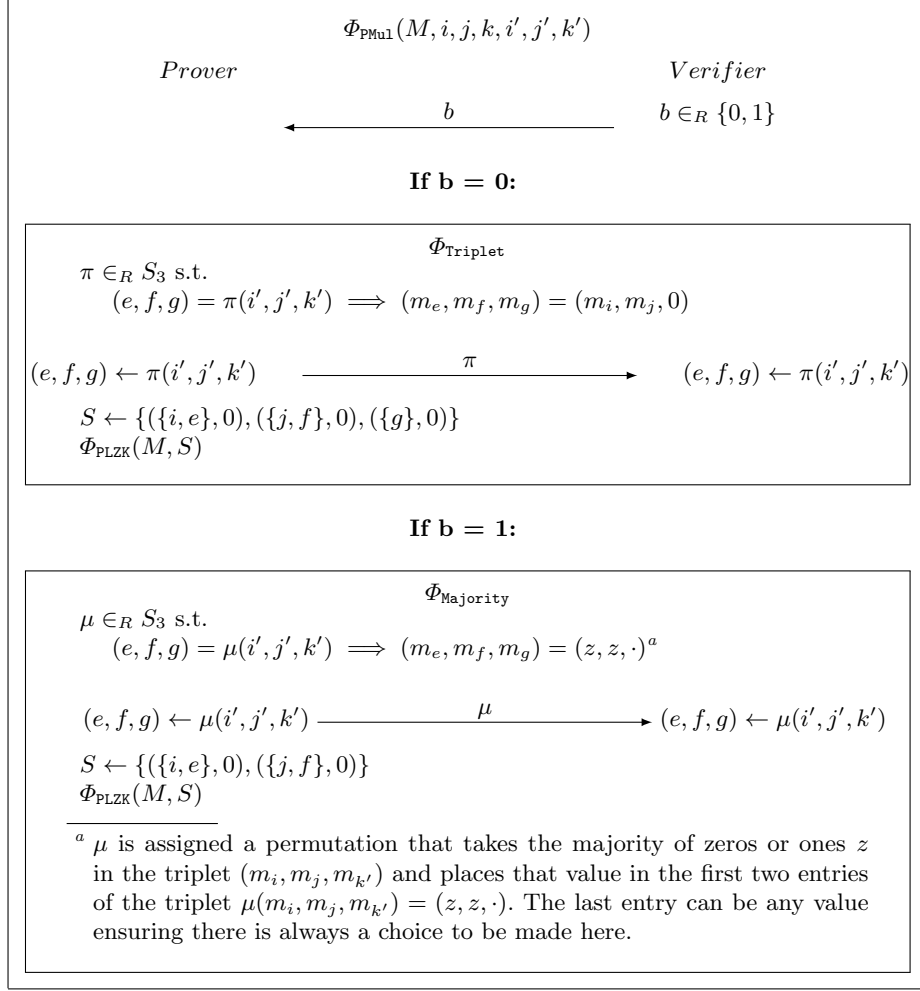 Φ_PMul(M, i, j, k, i′, j′, k′)
Prover Verifier
b b ∈_R {0, 1}
If b = 0:
Φ_Triplet
π ∈_R S_3 s.t.
(e, f, g) = π(i′, j′, k′) ⟹ (m_e, m_f, m_g) = (m_i, m_j, 0)
(e, f, g) ← π(i′, j′, k′) π (e, f, g) ← π(i′, j′, k′)
S ← {({i, e}, 0), ({j, f}, 0), ({g}, 0)}
Φ_PLZK(M, S)
If b = 1:
Φ_Majority
μ ∈_R S_3 s.t.
(e, f, g) = μ(i′, j′, k′) ⟹ (m_e, m_f, m_g) = (z, z, ·)^a
(e, f, g) ← μ(i′, j′, k′) μ (e, f, g) ← μ(i′, j′, k′)
S ← {({i, e}, 0), ({j, f}, 0)}
Φ_PLZK(M, S)
^a μ is assigned a permutation that takes the majority of zeros or ones z
in the triplet (m_i, m_j, m_k′) and places that value in the first two entries
of the triplet μ(m_i, m_j, m_k′) = (z, z, ·). The last entry can be any value
ensuring there is always a choice to be made here.